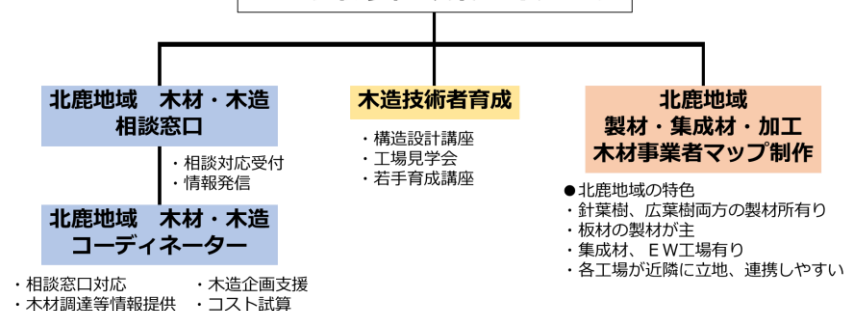 北鹿地域　木材・木造
相談窓口
・相談対応受付
・情報発信
北鹿地域　木材・木造
コーディネーター
・相談窓口対応　・木造企画支援
・木材調達等情報提供　・コスト試算
木造技術者育成
・構造設計講座
・工場見学会
・若手育成講座
北鹿地域
製材・集成材・加工
木材事業者マップ制作
●北鹿地域の特色
・針葉樹、広葉樹両方の製材所有り
・板材の製材が主
・集成材、ＥＷ工場有り
・各工場が近隣に立地、連携しやすい